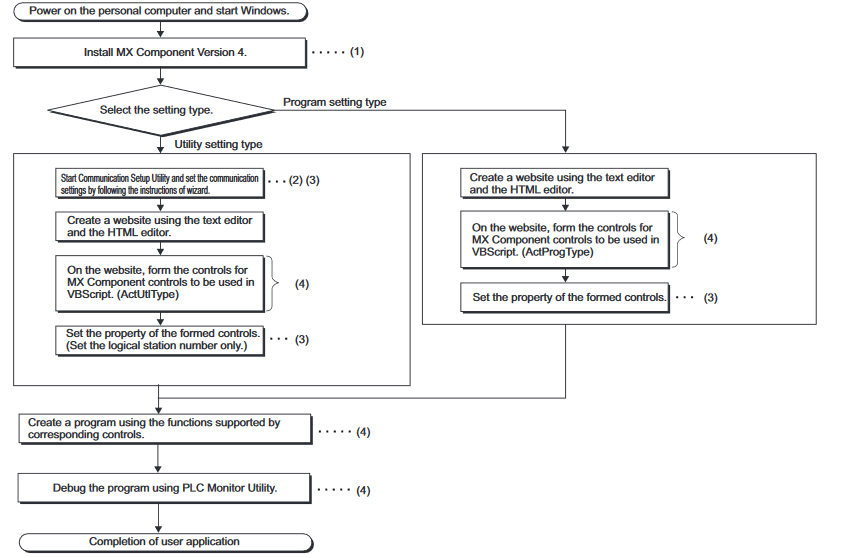 Power on the personal computer and start Windows.
Install MX Component Version 4.
・・・・・ (1)
Select the setting type.
Program setting type
Utility setting type
Start Communication Setup Utility and set the communication
settings by following the instructions of wizard.
・・・ (2) (3)
Create a website using the text editor
and the HTML editor.
On the website, form the controls for
MX Component controls to be used in
VBScript. (ActUtlType)
(4)
Set the property of the formed controls.
(Set the logical station number only.)
・・・ (3)
Create a website using the text editor
and the HTML editor.
On the website, form the controls for
MX Component controls to be used in
VBScript. (ActProgType)
(4)
Set the property of the formed controls.
・・・ (3)
Create a program using the functions supported by
corresponding controls.
・・・・・ (4)
Debug the program using PLC Monitor Utility.
・・・・・ (4)
Completion of user application